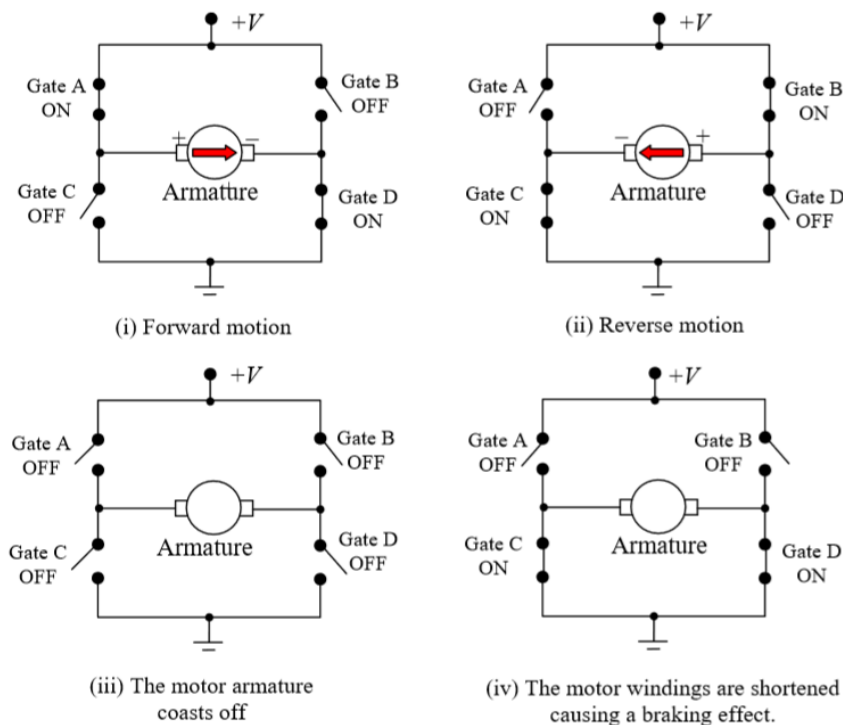 +V
Gate A
ON
Gate B
OFF
+ −
Armature
Gate C
OFF
Gate D
ON
(i) Forward motion
+V
Gate A
OFF
Gate B
ON
− +
Armature
Gate C
ON
Gate D
OFF
(ii) Reverse motion
+V
Gate A
OFF
Gate B
OFF
Armature
Gate C
OFF
Gate D
OFF
(iii) The motor armature
coasts off
+V
Gate A
OFF
Gate B
OFF
Armature
Gate C
ON
Gate D
ON
(iv) The motor windings are shortened
causing a braking effect.